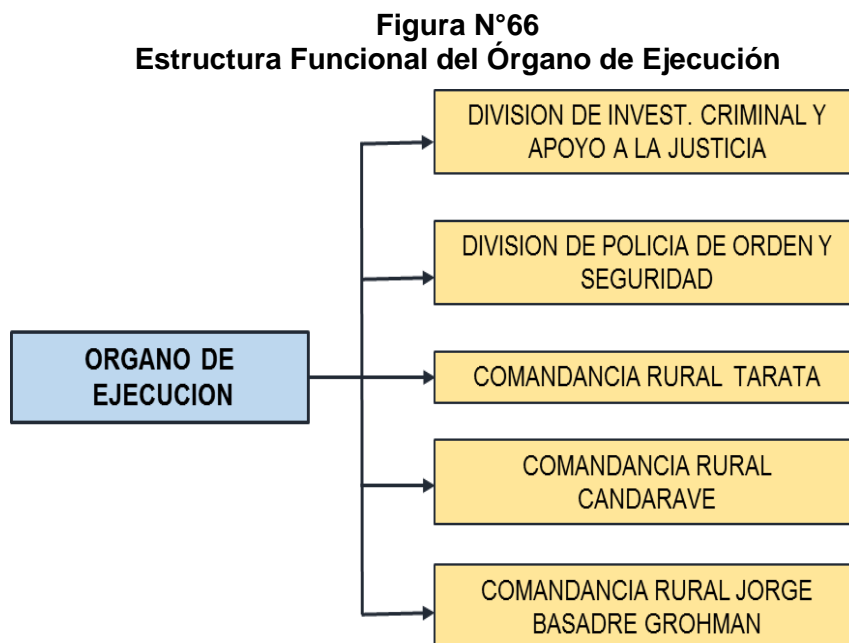 Figura N°66
Estructura Funcional del Órgano de Ejecución
DIVISION DE INVEST. CRIMINAL Y
APOYO A LA JUSTICIA
DIVISION DE POLICIA DE ORDEN Y
SEGURIDAD
ORGANO DE
EJECUCION
COMANDANCIA RURAL TARATA
COMANDANCIA RURAL
CANDARAVE
COMANDANCIA RURAL JORGE
BASADRE GROHMAN